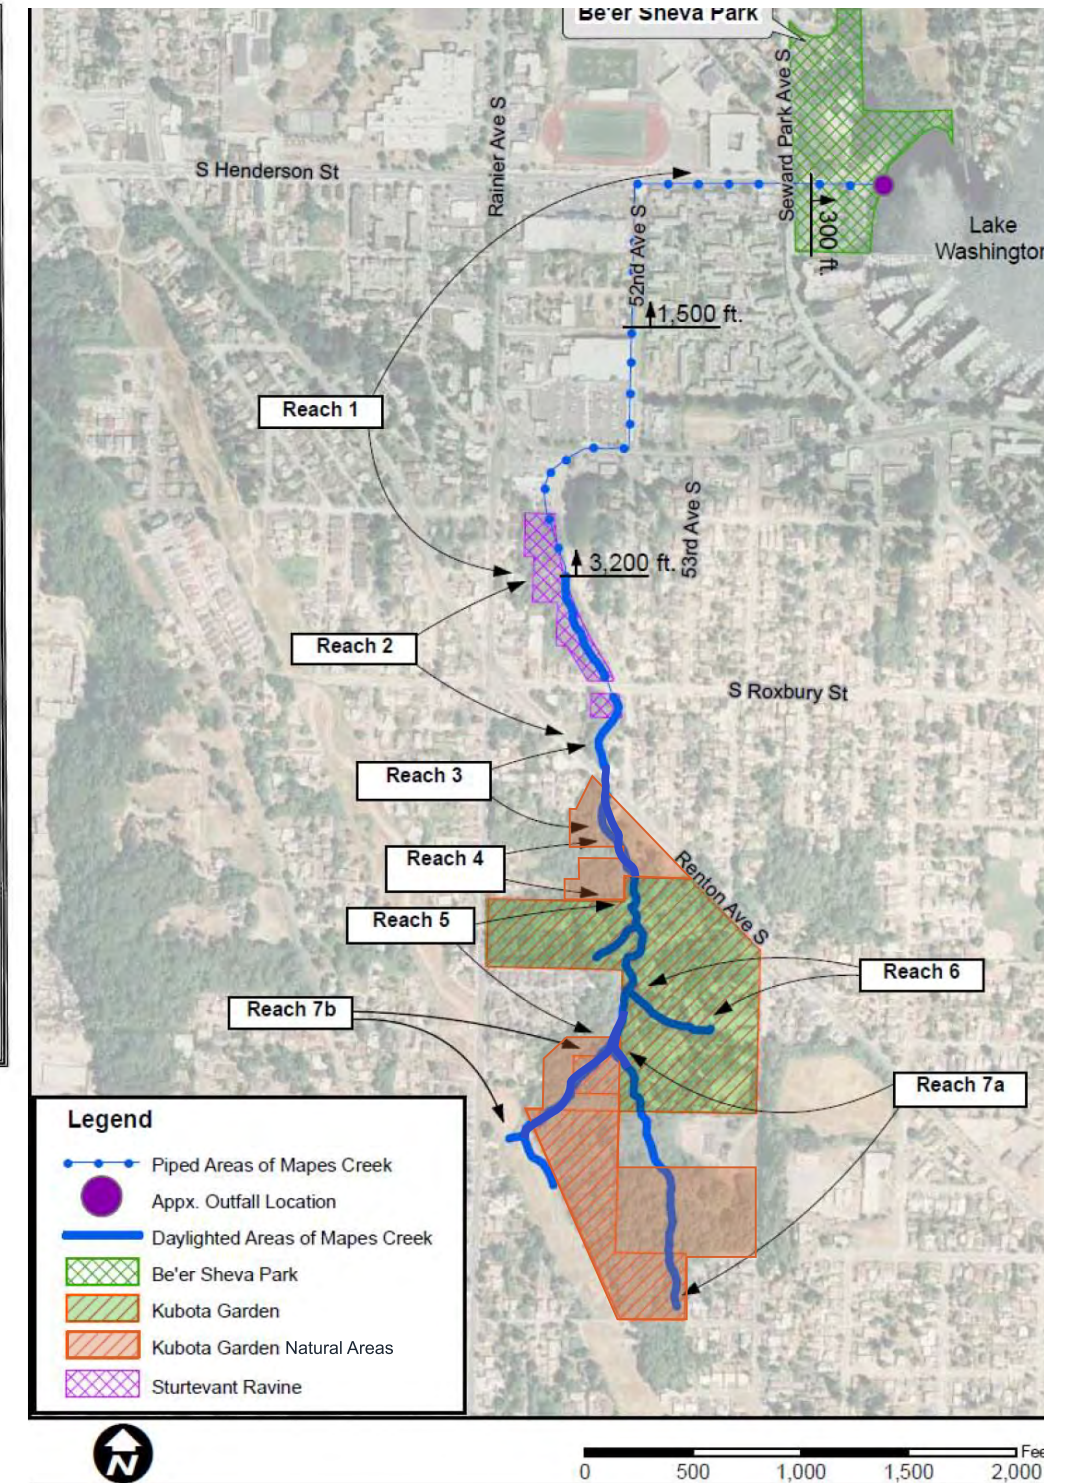 Be'er Sheva Park
Rainier Ave S
Seward Park Ave S
S Henderson St
300 ft.
Lake
Washington
52nd Ave S
1,500 ft.
Reach 1
53rd Ave S
3,200 ft.
Reach 2
S Roxbury St
Reach 3
Reach 4
Renton Ave S
Reach 5
Reach 6
Reach 7b
Reach 7a
Legend
Piped Areas of Mapes Creek
Appx. Outfall Location
Daylighted Areas of Mapes Creek
Be'er Sheva Park
Kubota Garden
Kubota Garden Natural Areas
Sturtevant Ravine
N
Fee
0 500 1,000 1,500 2,000